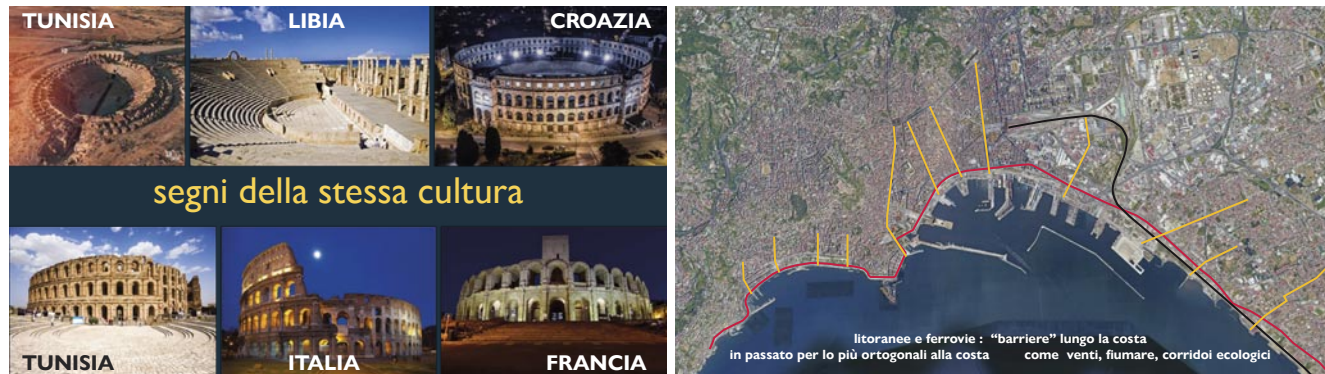 TUNISIA
LIBIA
CROAZIA
segni della stessa cultura
TUNISIA
ITALIA
FRANCIA
litoranee e ferrovie : “barriere” lungo la costa
in passato per lo più ortogonali alla costa come venti, fiumare, corridoi ecologici